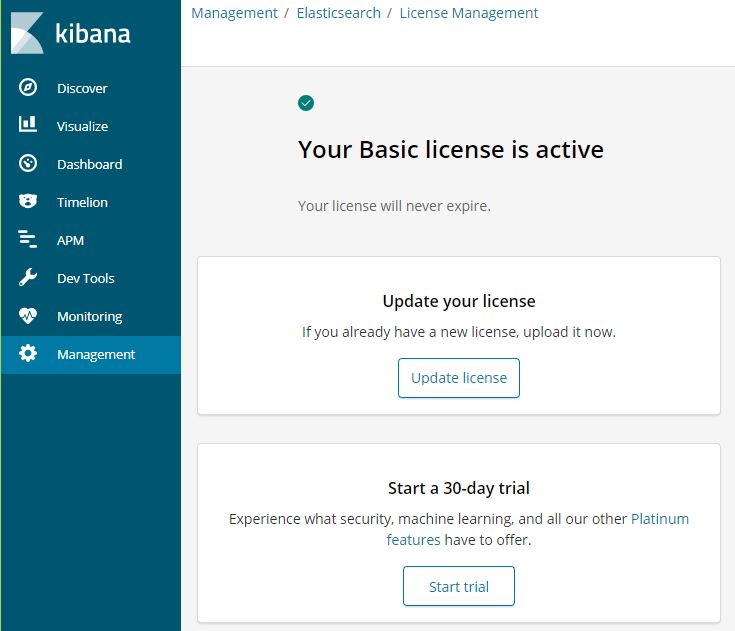 kibana
Discover
Visualize
Dashboard
Timelion
APM
Dev Tools
Monitoring
Management
Management / Elasticsearch / License Management
Your Basic license is active
Your license will never expire.
Update your license
If you already have a new license, upload it now.
Update license
Start a 30-day trial
Experience what security, machine learning, and all our other Platinum
features have to offer.
Start trial